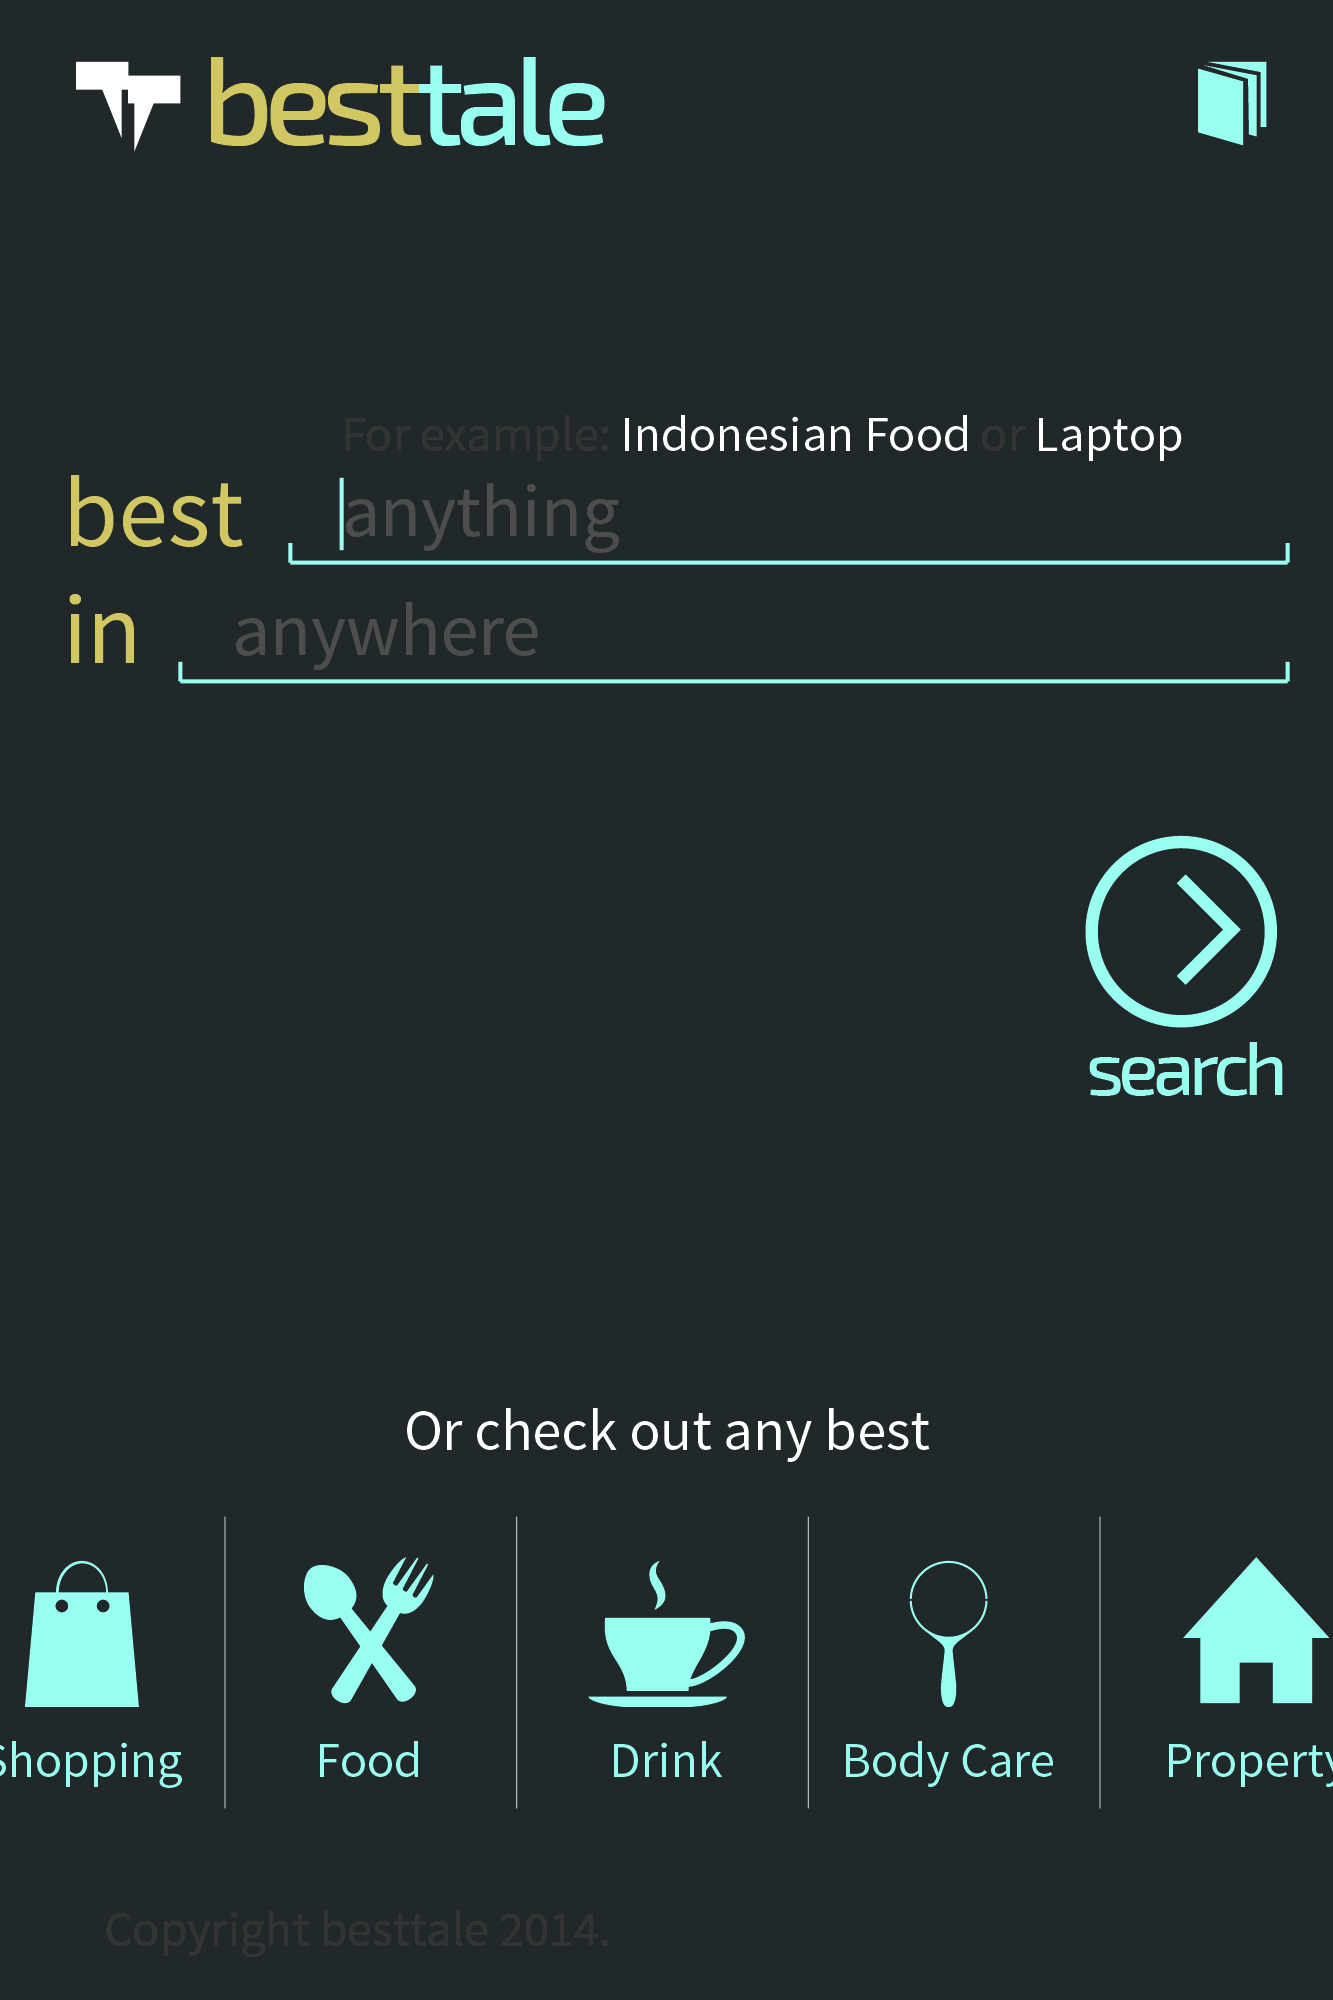 besttale
For example: Indonesian Food or Laptop
best anything
in anywhere
search
Or check out any best
Shopping Food Drink Body Care Property
Copyright besttale 2014.